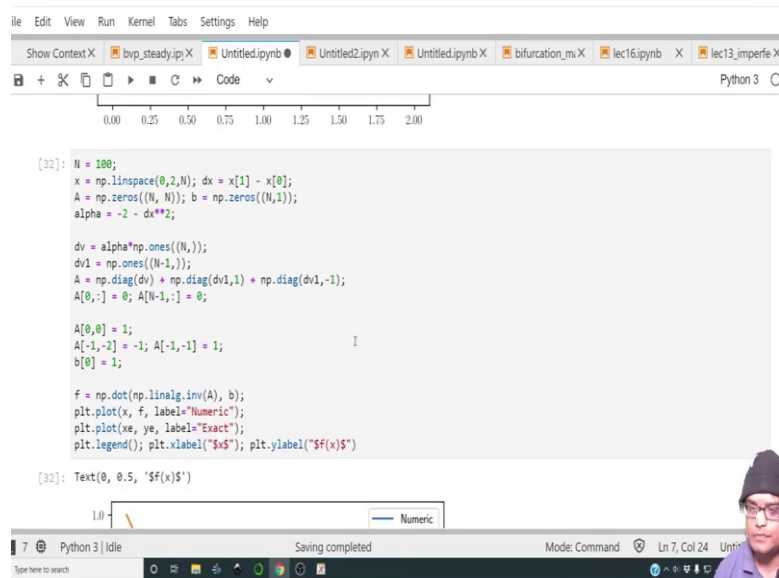 ile Edit View Run Kernel Tabs Settings Help
Show Context bvp_steady.ipy Untitled.ipynb Untitled2.ipyn Untitled.ipynb bifurcation_ma lec16.ipynb lec13_imperfe
Code Python 3
0.00 0.25 0.50 0.75 1.00 1.25 1.50 1.75 2.00
[32]: N = 100;
x = np.linspace(0,2,N); dx = x[1] - x[0];
A = np.zeros((N, N)); b = np.zeros((N,1));
alpha = -2 - dx**2;
dv = alpha*np.ones((N,));
dv1 = np.ones((N-1,));
A = np.diag(dv) + np.diag(dv1,1) + np.diag(dv1,-1);
A[0,:] = 0; A[N-1,:] = 0;
A[0,0] = 1;
A[-1,-2] = -1; A[-1,-1] = 1;
b[0] = 1;
f = np.dot(np.linalg.inv(A), b);
plt.plot(x, f, label="Numeric");
plt.plot(xe, ye, label="Exact");
plt.legend(); plt.xlabel("$x$"); plt.ylabel("$f(x)$")
[32]: Text(0, 0.5, '$f(x)$')
1.0 Numeric
7 Python 3 | Idle Saving completed Mode: Command Ln 7, Col 24 Unti
Type here to search